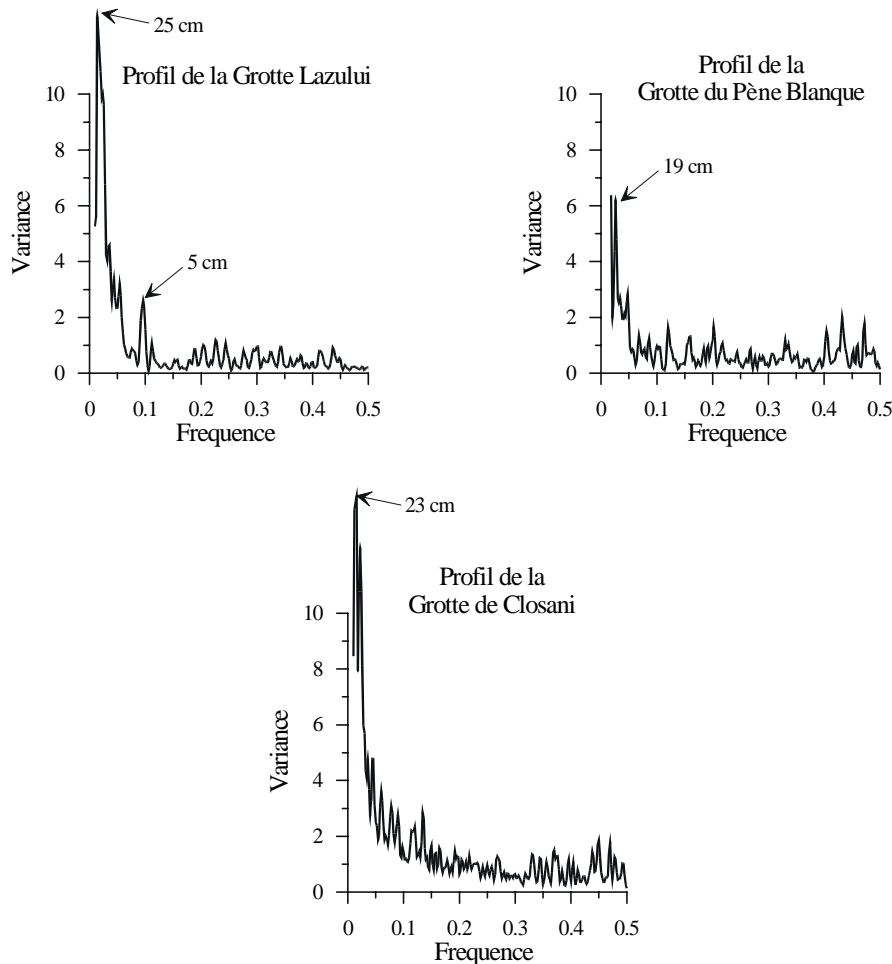 25 cm
Profil de la Grotte Lazului
10
8
6
4
2
0
Variance
5 cm
0 0.1 0.2 0.3 0.4 0.5
Frequence
Profil de la
Grotte du Pène Blanque
10
8
6
4
2
0
Variance
19 cm
0 0.1 0.2 0.3 0.4 0.5
Frequence
23 cm
Profil de la
Grotte de Closani
10
8
6
4
2
0
Variance
0 0.1 0.2 0.3 0.4 0.5
Frequence